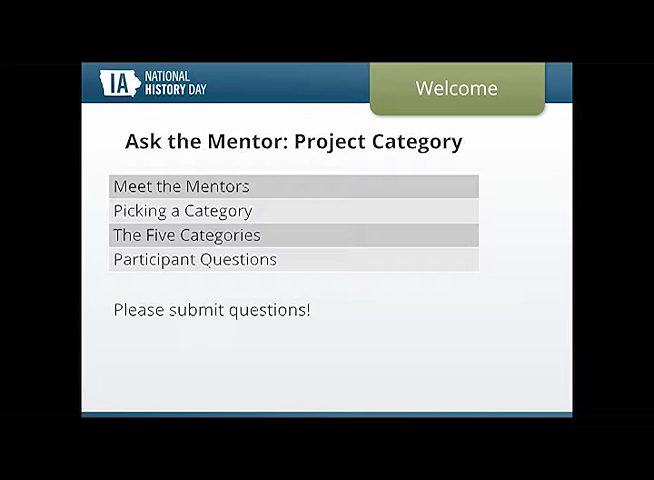 IA
NATIONAL
HISTORY DAY
Welcome
Ask the Mentor: Project Category
Meet the Mentors
Picking a Category
The Five Categories
Participant Questions
Please submit questions!